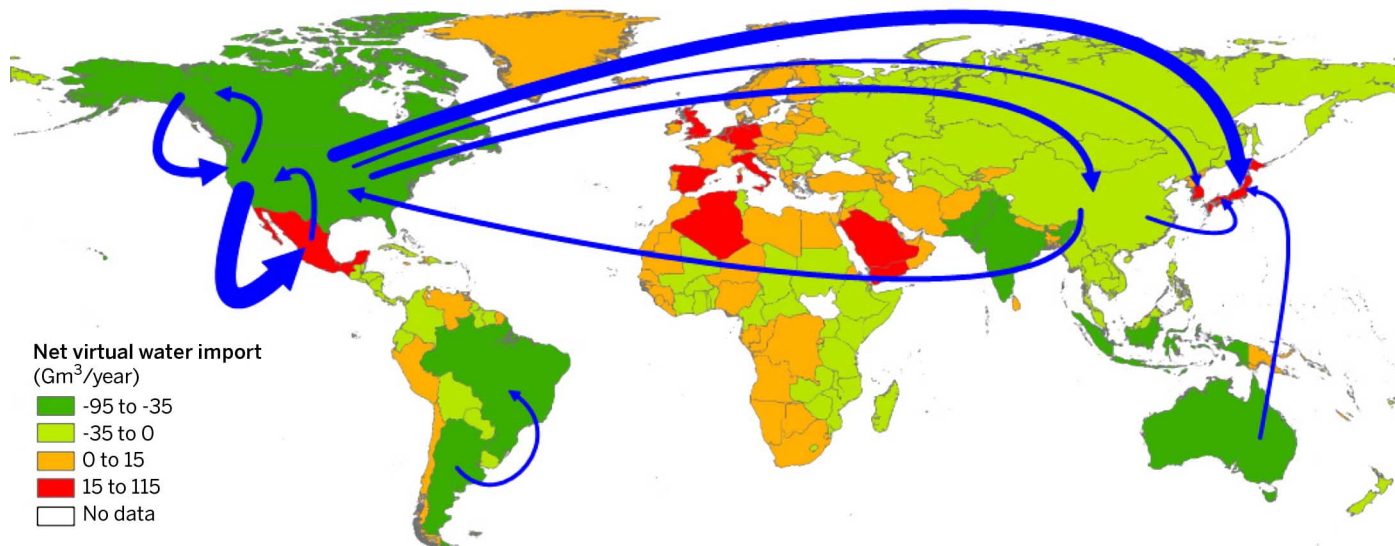 Net virtual water import
(Gm³/year)
-95 to -35
-35 to 0
0 to 15
15 to 115
No data